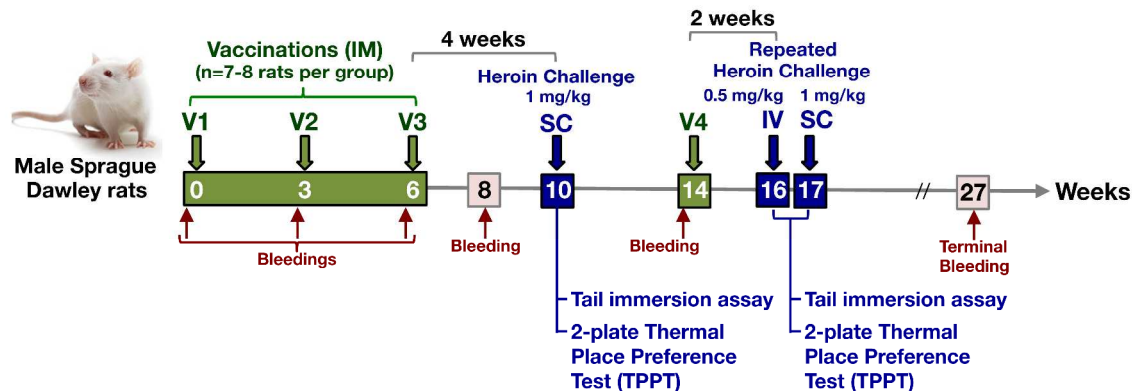 Vaccinations (IM)
(n=7-8 rats per group)
4 weeks
2 weeks
Heroin Challenge
1 mg/kg
SC
Repeated
Heroin Challenge
0.5 mg/kg 1 mg/kg
IV SC
V1 V2 V3
V4
Male Sprague
Dawley rats
0 3 6 8 10 14 16 17 // 27 Weeks
Bleedings
Bleeding
Bleeding
Terminal
Bleeding
Tail immersion assay
2-plate Thermal
Place Preference
Test (TPPT)
Tail immersion assay
2-plate Thermal
Place Preference
Test (TPPT)